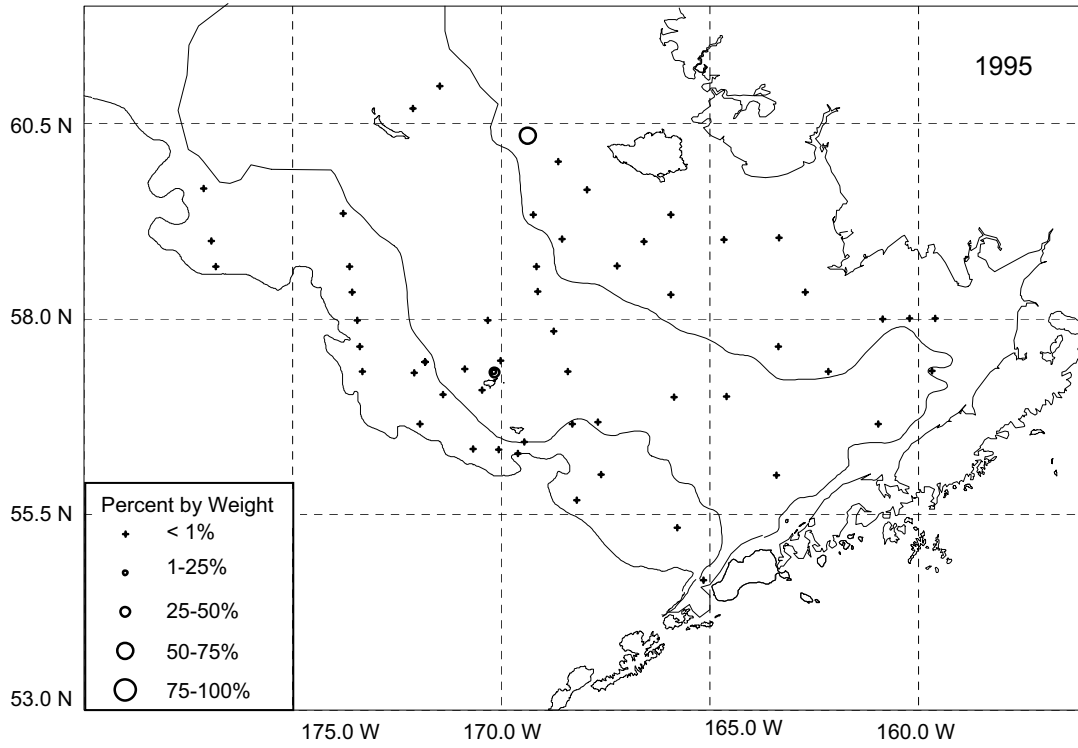 1995
60.5 N
58.0 N
55.5 N
53.0 N
Percent by Weight
< 1%
1-25%
25-50%
50-75%
75-100%
175.0 W
170.0 W
165.0 W
160.0 W